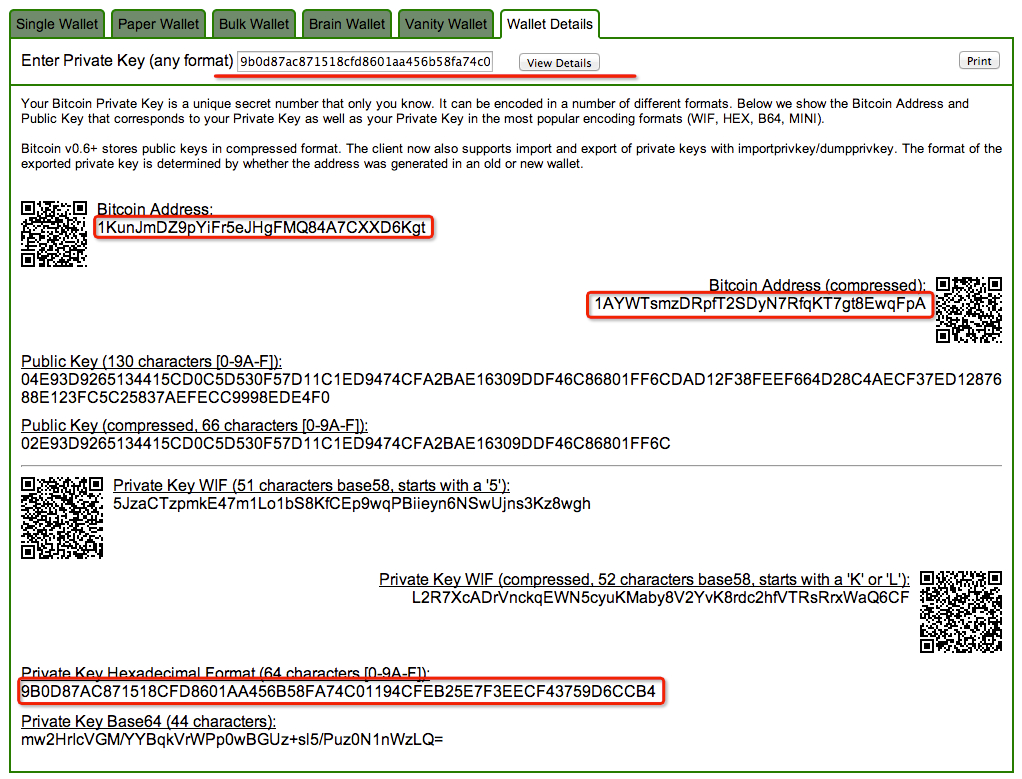 Single Wallet Paper Wallet Bulk Wallet Brain Wallet Vanity Wallet Wallet Details
Enter Private Key (any format) 9b0d87ac871518cfd8601aa456b58fa74c0 View Details Print
Your Bitcoin Private Key is a unique secret number that only you know. It can be encoded in a number of different formats. Below we show the Bitcoin Address and
Public Key that corresponds to your Private Key as well as your Private Key in the most popular encoding formats (WIF, HEX, B64, MINI).
Bitcoin v0.6+ stores public keys in compressed format. The client now also supports import and export of private keys with importprivkey/dumpprivkey. The format of the
exported private key is determined by whether the address was generated in an old or new wallet.
Bitcoin Address:
1KunJmDZ9pYiFr5eJHgFMQ84A7CXXD6Kgt
Bitcoin Address (compressed):
1AYWTsmzDRpfT2SDyN7RfqKT7gt8EwqFpA
Public Key (130 characters [0-9A-F]):
04E93D9265134415CD0C5D530F57D11C1ED9474CFA2BAE16309DDF46C86801FF6CDAD12F38FEEF664D28C4AECF37ED12876
88E123FC5C25837AEFECC9998EDE4F0
Public Key (compressed, 66 characters [0-9A-F]):
02E93D9265134415CD0C5D530F57D11C1ED9474CFA2BAE16309DDF46C86801FF6C
Private Key WIF (51 characters base58, starts with a '5'):
5JzaCTzpmkE47m1Lo1bS8KfCEp9wqPBiieyn6NSwUjns3Kz8wgh
Private Key WIF (compressed, 52 characters base58, starts with a 'K' or 'L'):
L2R7XcADrVnckqEWN5cyuKMaby8V2YvK8rdc2hfVTRsRrxWaQ6CF
Private Key Hexadecimal Format (64 characters [0-9A-F]):
9B0D87AC871518CFD8601AA456B58FA74C01194CFEB25E7F3EECF43759D6CCB4
Private Key Base64 (44 characters):
mw2HrlcVGM/YYBqkVrWPp0wBGUz+sl5/Puz0N1nWzLQ=